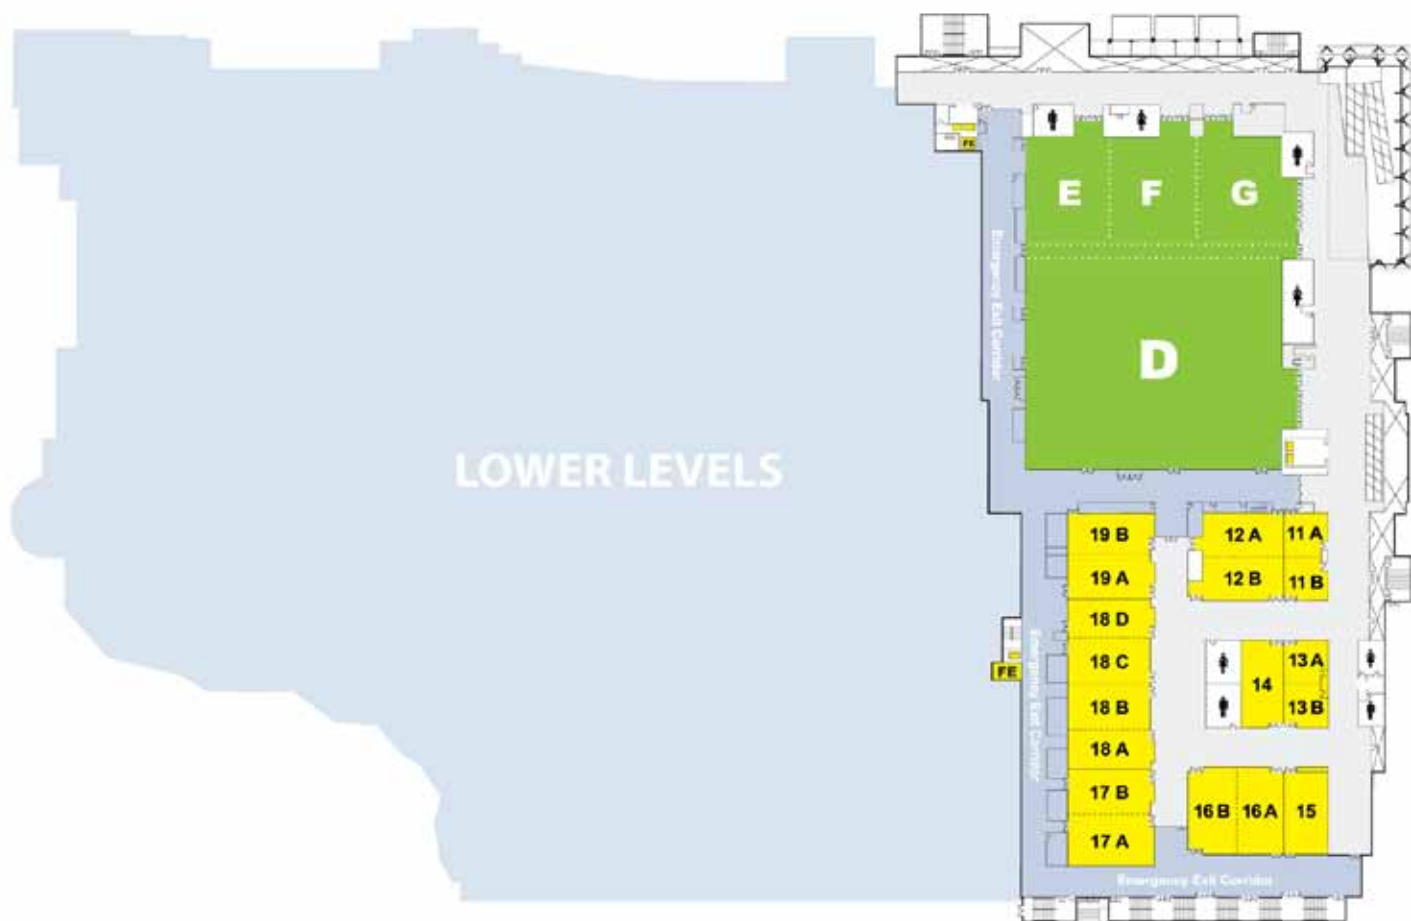 FE
E F G
Emergency Exit Corridor
D
LOWER LEVELS
19 B
12 A
11 A
19 A
12 B
11 B
18 D
FE
Emergency Exit Corridor
18 C
14
13 A
18 B
13 B
18 A
17 B
16 B
16 A
15
17 A
Emergency Exit Corridor